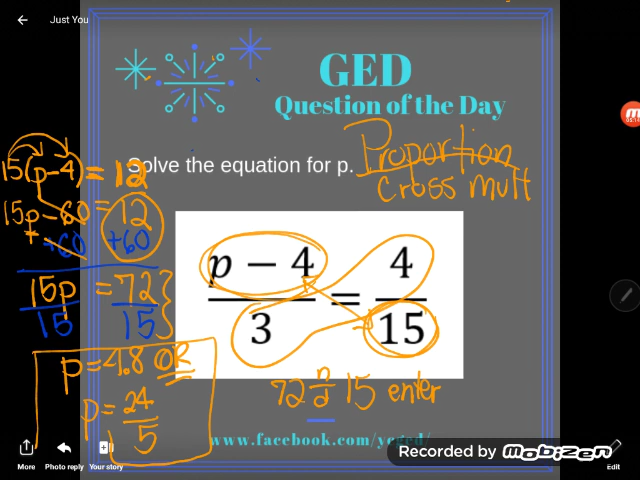 Just You
GED
Question of the Day
Solve the equation for p.
Proportion
cross mult
15(p-4) = 12
15p - 60 = 12
+60 +60
15p = 72
15 15
p = 4.8 OR
p = 24
5
p − 4
3
=
4
15
72 n/d 15 enter
www.facebook.com/ycged/
Recorded by Mobizen
More
Photo reply
Your story
Edit